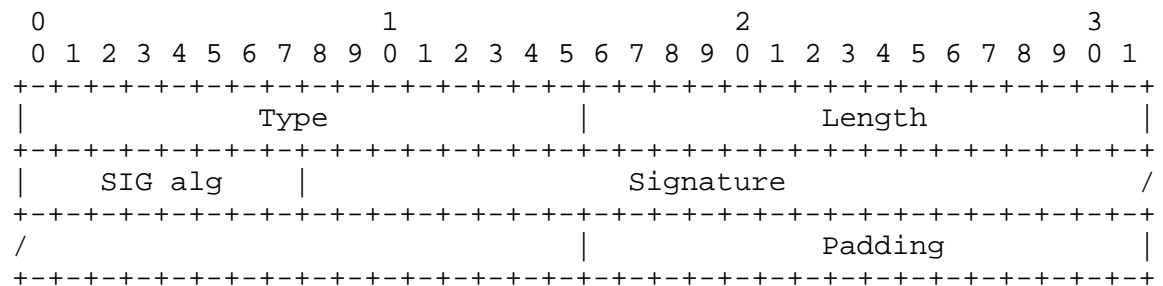 0                   1                   2                   3
 0 1 2 3 4 5 6 7 8 9 0 1 2 3 4 5 6 7 8 9 0 1 2 3 4 5 6 7 8 9 0 1
+-+-+-+-+-+-+-+-+-+-+-+-+-+-+-+-+-+-+-+-+-+-+-+-+-+-+-+-+-+-+-+-+
|             Type              |             Length            |
+-+-+-+-+-+-+-+-+-+-+-+-+-+-+-+-+-+-+-+-+-+-+-+-+-+-+-+-+-+-+-+-+
|    SIG alg    |                  Signature                    /
+-+-+-+-+-+-+-+-+-+-+-+-+-+-+-+-+-+-+-+-+-+-+-+-+-+-+-+-+-+-+-+-+
/                               |             Padding           |
+-+-+-+-+-+-+-+-+-+-+-+-+-+-+-+-+-+-+-+-+-+-+-+-+-+-+-+-+-+-+-+-+